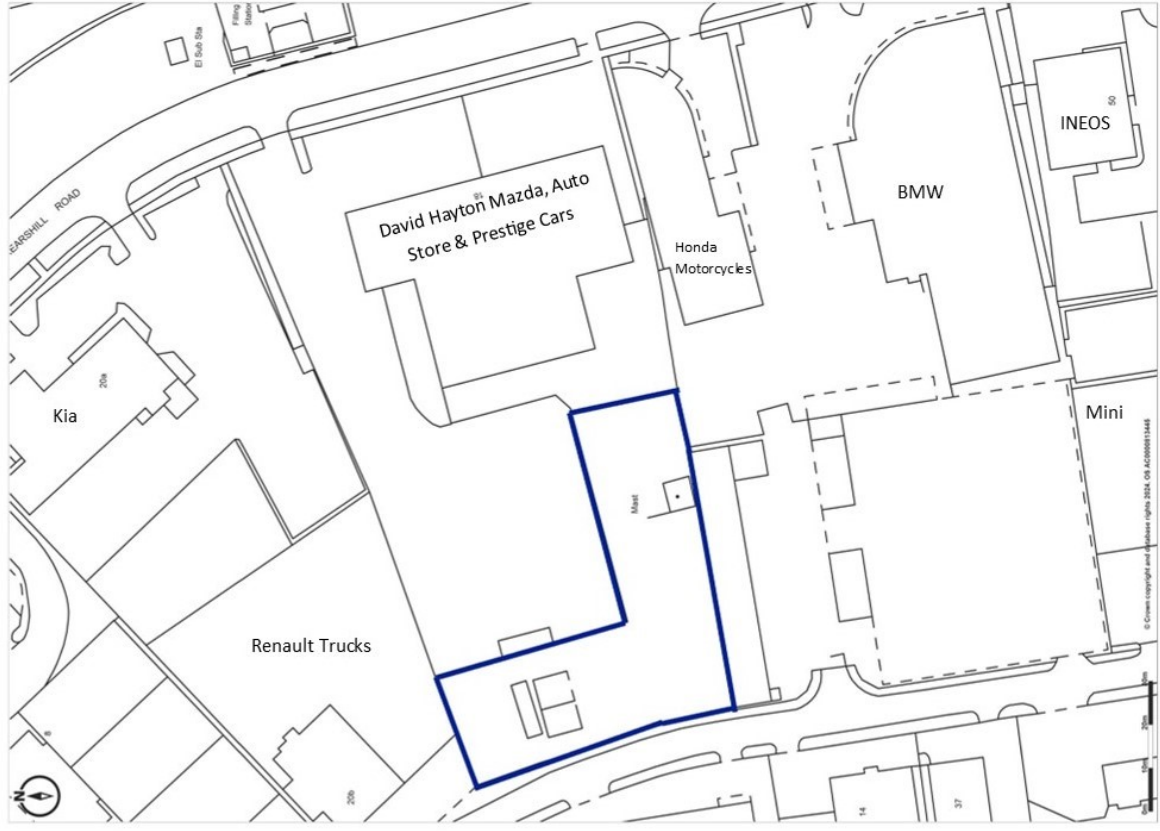 Filling
Station
El Sub Sta
INEOS
50
EARSHILL ROAD
David Hayton Mazda, Auto
Store & Prestige Cars
BMW
Honda
Motorcycles
20a
Kia
Mini
Mast
Renault Trucks
8
20b
14
37
N
0m 10m 20m 30m
© Crown copyright and database rights 2024. OS AC0000813445